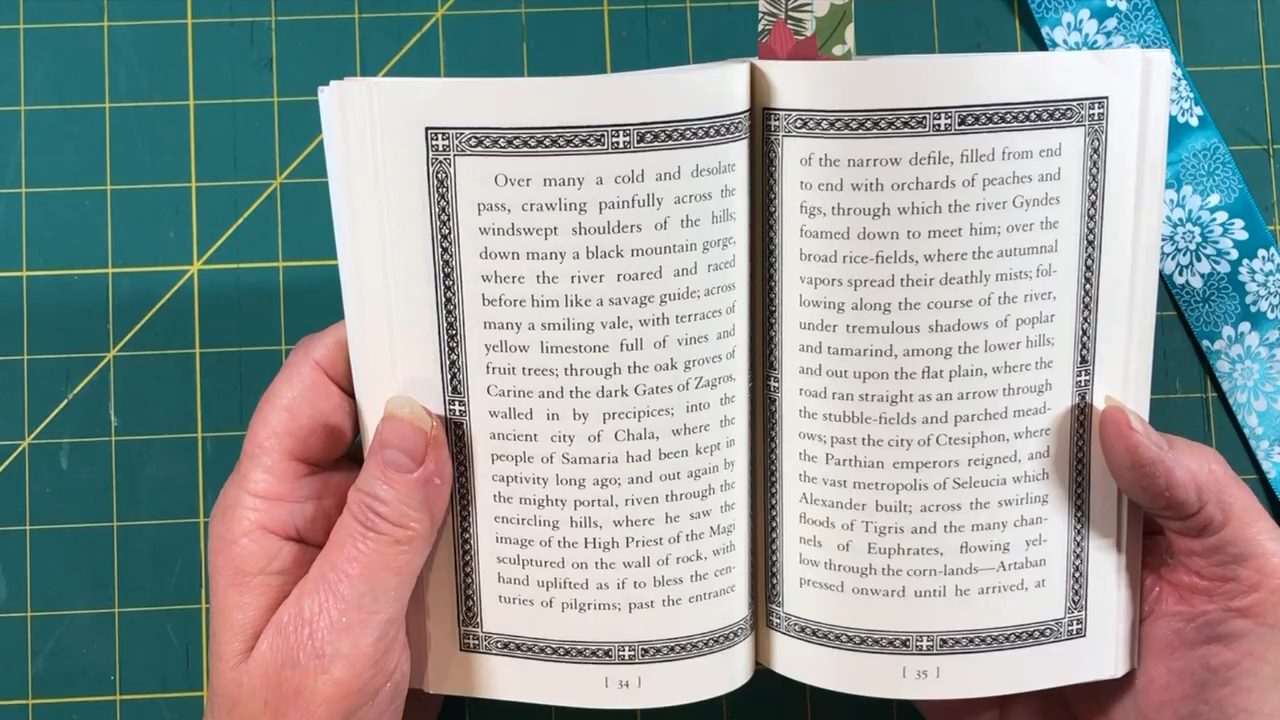 Over many a cold and desolate
pass, crawling painfully across the
windswept shoulders of the hills;
down many a black mountain gorge,
where the river roared and raced
before him like a savage guide; across
many a smiling vale, with terraces of
yellow limestone full of vines and
fruit trees; through the oak groves of
Carine and the dark Gates of Zagros,
walled in by precipices; into the
ancient city of Chala, where the
people of Samaria had been kept in
captivity long ago; and out again by
the mighty portal, riven through the
encircling hills, where he saw the
image of the High Priest of the Magi
sculptured on the wall of rock, with
hand uplifted as if to bless the cen-
turies of pilgrims; past the entrance
[ 34 ]
of the narrow defile, filled from end
to end with orchards of peaches and
figs, through which the river Gyndes
foamed down to meet him; over the
broad rice-fields, where the autumnal
vapors spread their deathly mists; fol-
lowing along the course of the river,
under tremulous shadows of poplar
and tamarind, among the lower hills;
and out upon the flat plain, where the
road ran straight as an arrow through
the stubble-fields and parched mead-
ows; past the city of Ctesiphon, where
the Parthian emperors reigned, and
the vast metropolis of Seleucia which
Alexander built; across the swirling
floods of Tigris and the many chan-
nels of Euphrates, flowing yel-
low through the corn-lands—Artaban
pressed onward until he arrived, at
[ 35 ]